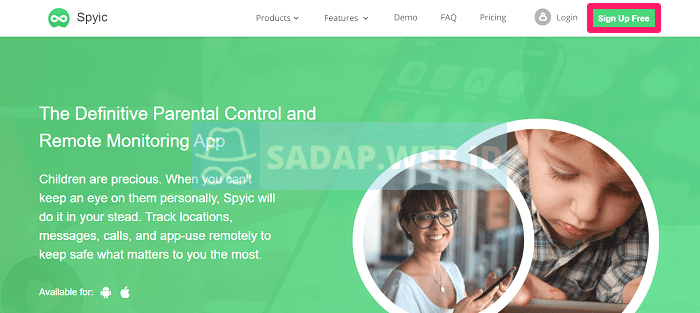 Spyic
Products
Features
Demo
FAQ
Pricing
Login
Sign Up Free
The Definitive Parental Control and
Remote Monitoring App
SADAP.WEB.ID
Children are precious. When you can't
keep an eye on them personally, Spyic will
do it in your stead. Track locations,
messages, calls, and app-use remotely to
keep safe what matters to you the most.
Available for: